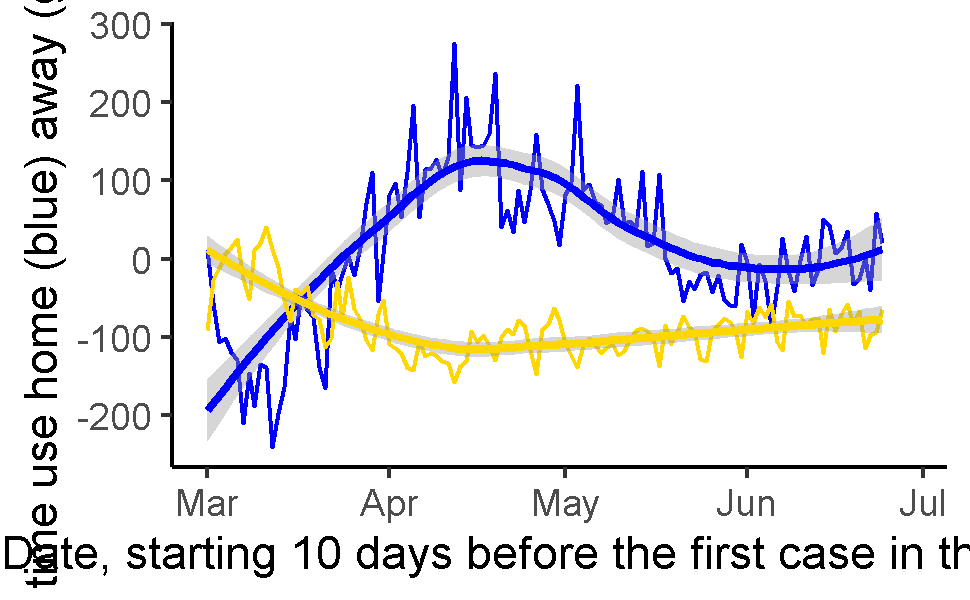 300
200
100
0
-100
-200
time use home (blue) away (
Mar Apr May Jun Jul
Date, starting 10 days before the first case in th